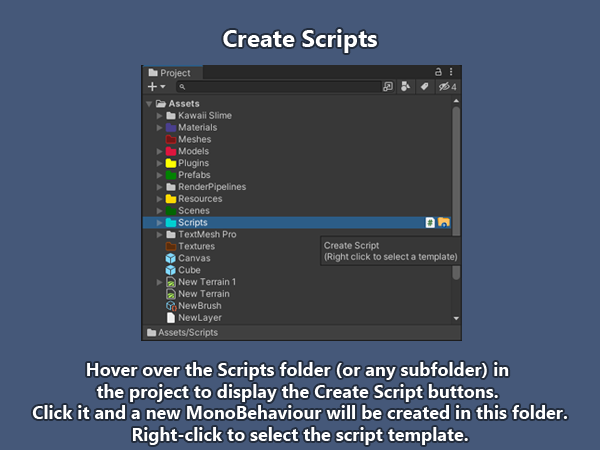 Create Scripts
Project
4
Assets
Kawaii Slime
Materials
Meshes
Models
Plugins
Prefabs
RenderPipelines
Resources
Scenes
Scripts
#
TextMesh Pro
Textures
Create Script
(Right click to select a template)
Canvas
Cube
New Terrain 1
New Terrain
NewBrush
NewLayer
Assets/Scripts
Hover over the Scripts folder (or any subfolder) in
the project to display the Create Script buttons.
Click it and a new MonoBehaviour will be created in this folder.
Right-click to select the script template.